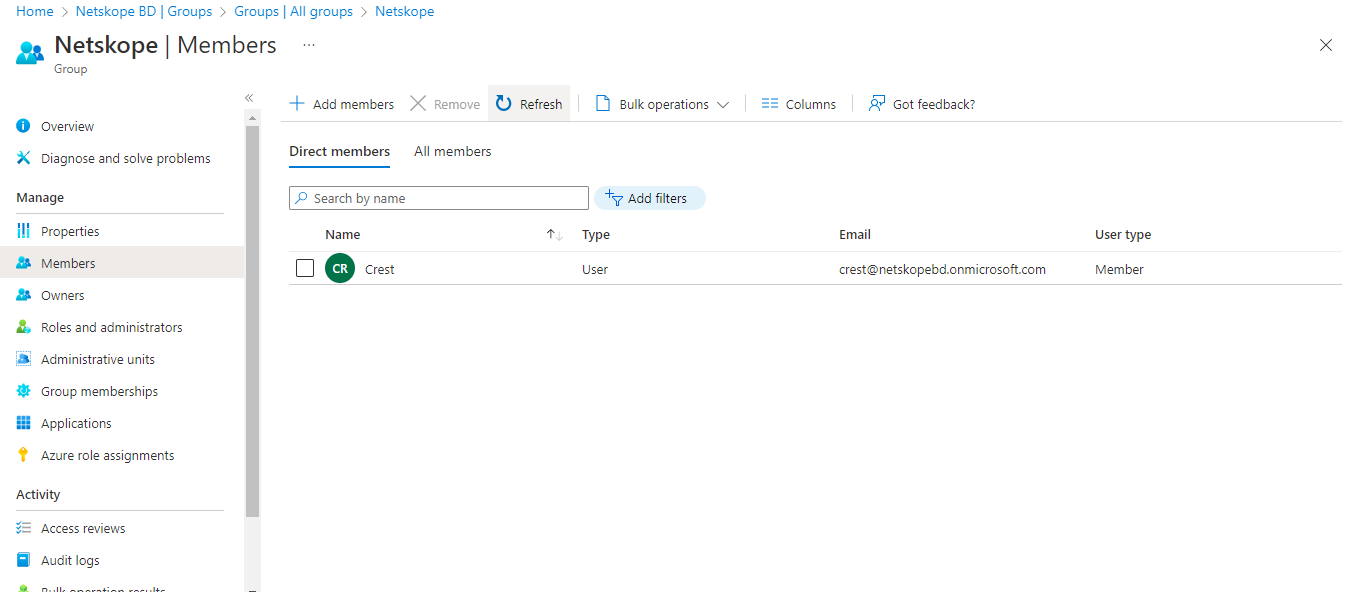 Home > Netskope BD | Groups > Groups | All groups > Netskope
Netskope | Members ...
Group
«
Add members Remove Refresh Bulk operations Columns Got feedback?
Overview
Diagnose and solve problems
Manage
Properties
Members
Owners
Roles and administrators
Administrative units
Group memberships
Applications
Azure role assignments
Activity
Access reviews
Audit logs
Bulk operation results
Direct members All members
Search by name Add filters
Name Type Email User type
CR Crest User crest@netskopebd.onmicrosoft.com Member